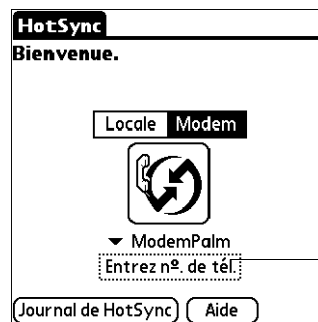 HotSync
Bienvenue.
Locale Modem
ModemPalm
Entrez nº. de tél.
Journal de HotSync Aide